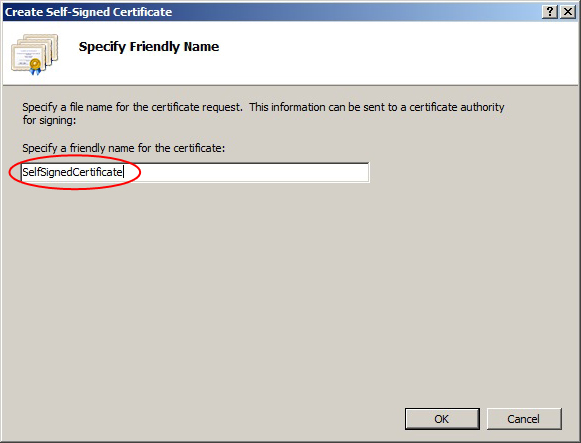 Create Self-Signed Certificate
Specify Friendly Name
Specify a file name for the certificate request.  This information can be sent to a certificate authority
for signing:
Specify a friendly name for the certificate:
SelfSignedCertificate
OK
Cancel